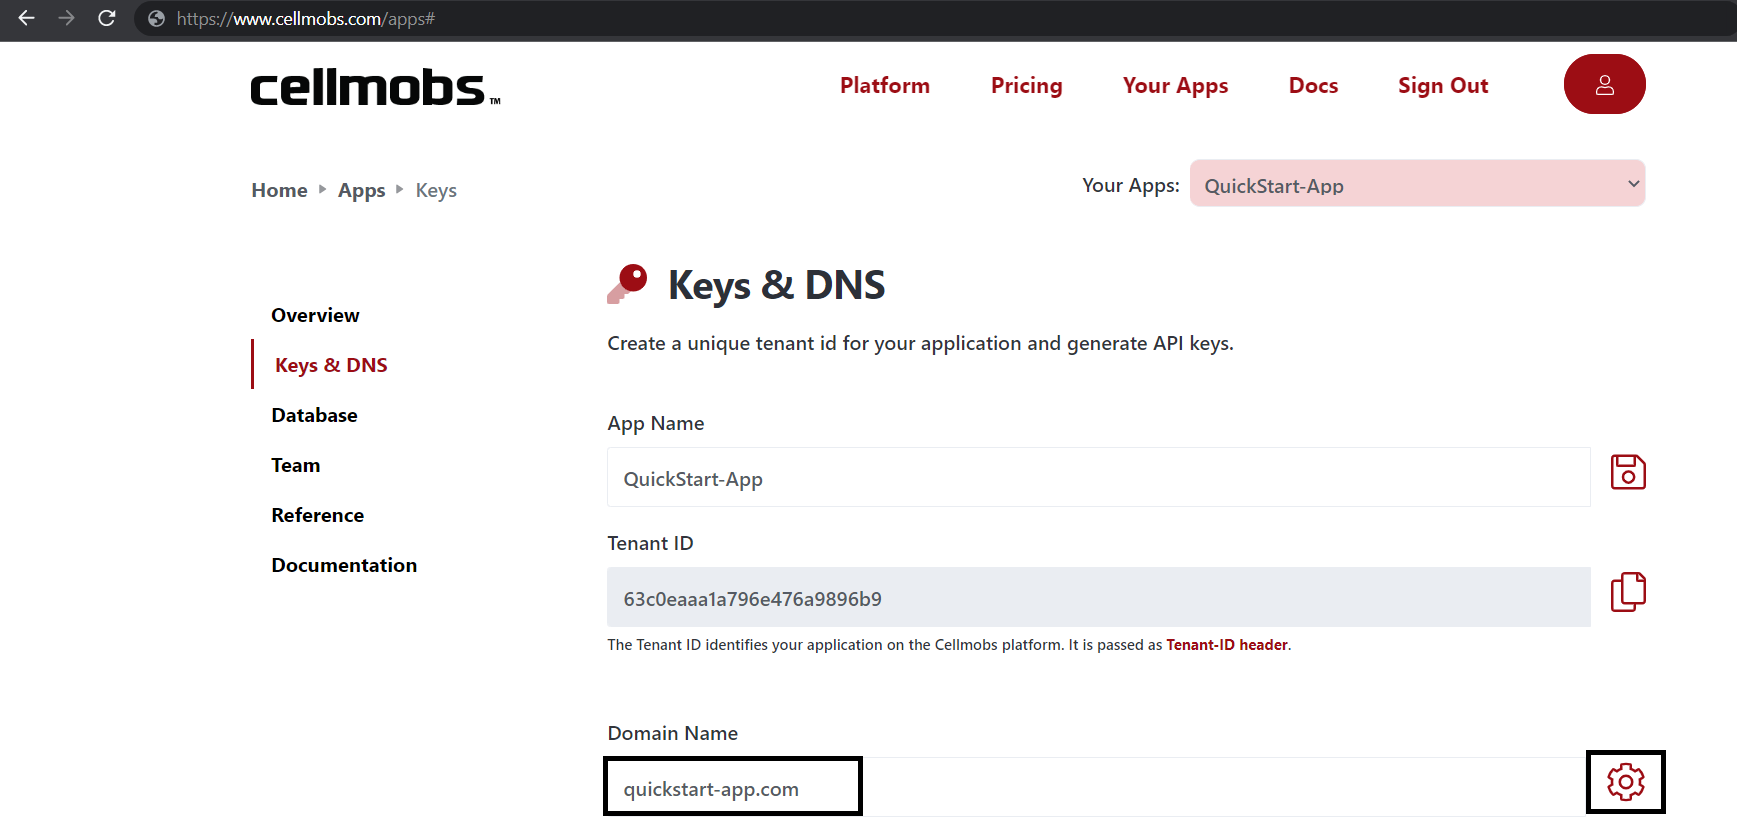 https://www.cellmobs.com/apps#
cellmobs™
Platform Pricing Your Apps Docs Sign Out
Home Apps Keys
Your Apps: QuickStart-App
Overview
Keys & DNS
Database
Team
Reference
Documentation
Keys & DNS
Create a unique tenant id for your application and generate API keys.
App Name
QuickStart-App
Tenant ID
63c0eaaa1a796e476a9896b9
The Tenant ID identifies your application on the Cellmobs platform. It is passed as Tenant-ID header.
Domain Name
quickstart-app.com